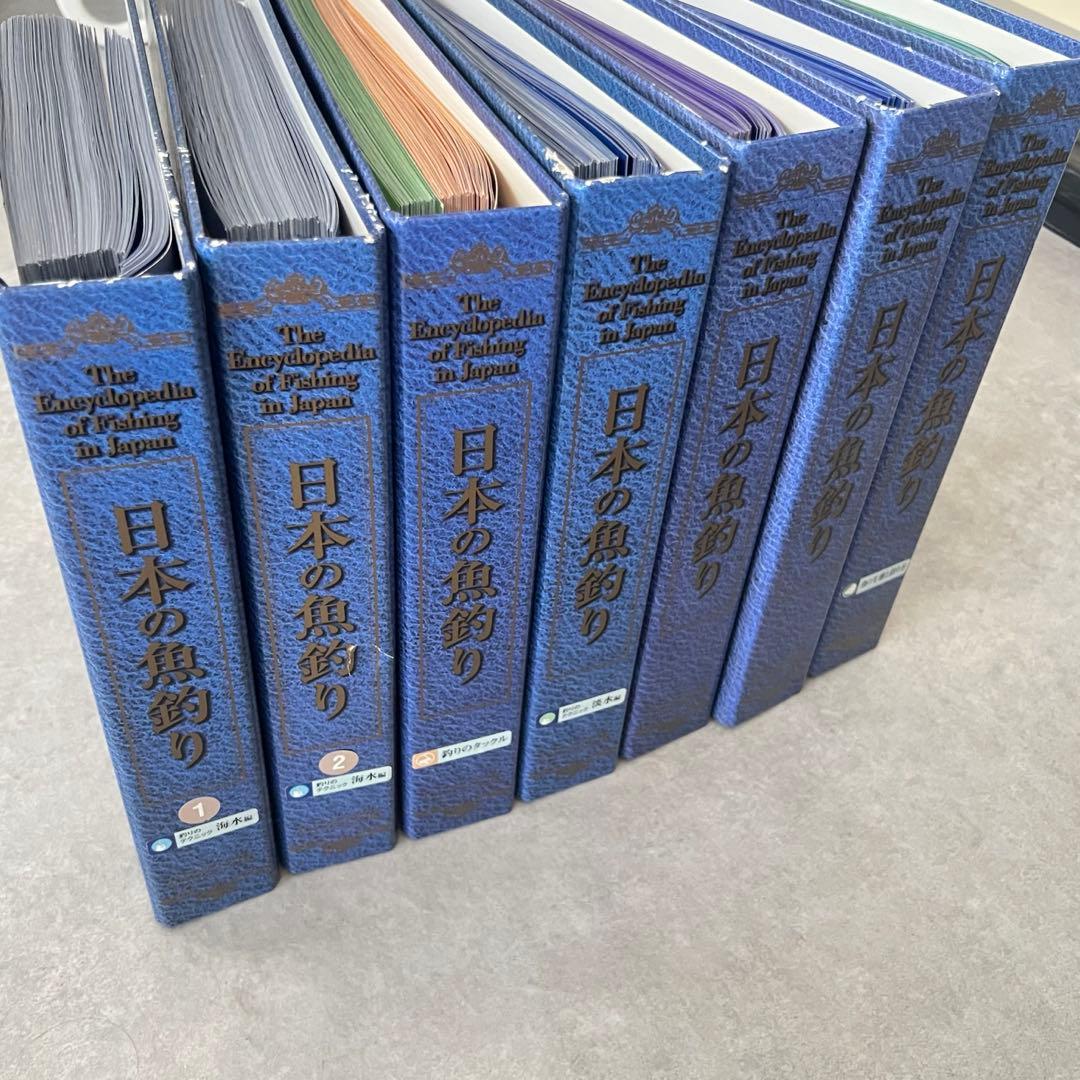 The
Encyclopedia
of Fishing
in Japan
日本の魚釣り
1
釣りの
テクニック 海水編
The
Encyclopedia
of Fishing
in Japan
日本の魚釣り
2
釣りの
テクニック 海水編
The
Encyclopedia
of Fishing
in Japan
日本の魚釣り
釣りのタックル
The
Encyclopedia
of Fishing
in Japan
日本の魚釣り
釣りの
テクニック 淡水編
The
Encyclopedia
of Fishing
in Japan
日本の魚釣り
The
Encyclopedia
of Fishing
in Japan
日本の魚釣り
The
Encyclopedia
of Fishing
in Japan
日本の魚釣り